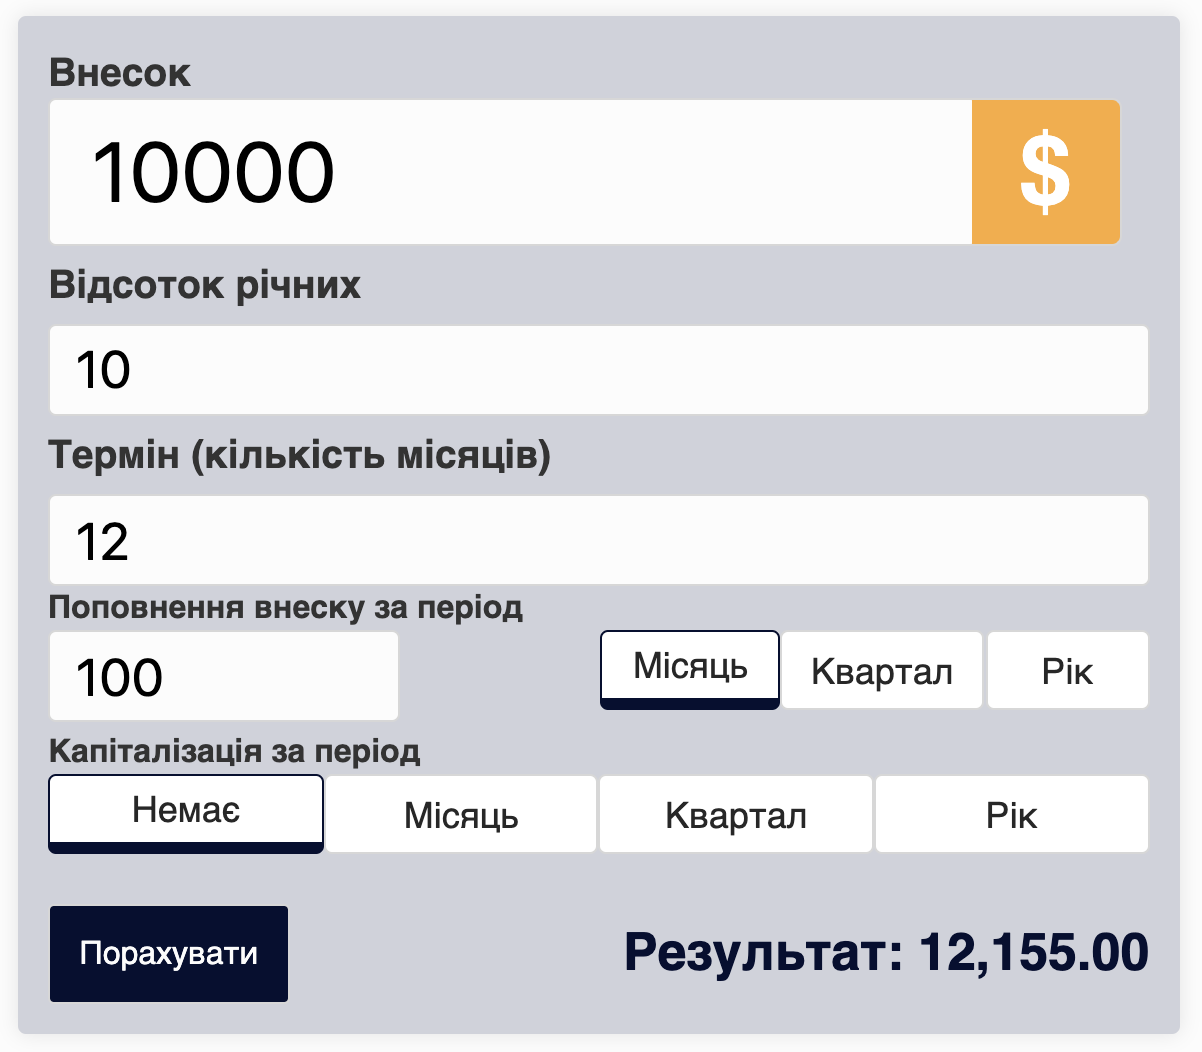 Внесок
10000 $
Відсоток річних
10
Термін (кількість місяців)
12
Поповнення внеску за період
100 Місяць Квартал Рік
Капіталізація за період
Немає Місяць Квартал Рік
Порахувати Результат: 12,155.00